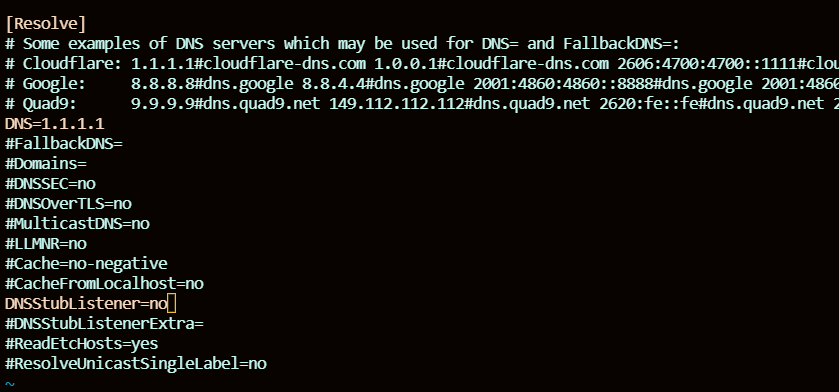 [Resolve]
# Some examples of DNS servers which may be used for DNS= and FallbackDNS=:
# Cloudflare: 1.1.1.1#cloudflare-dns.com 1.0.0.1#cloudflare-dns.com 2606:4700:4700::1111#clou
# Google:     8.8.8.8#dns.google 8.8.4.4#dns.google 2001:4860:4860::8888#dns.google 2001:4860
# Quad9:      9.9.9.9#dns.quad9.net 149.112.112.112#dns.quad9.net 2620:fe::fe#dns.quad9.net 2
DNS=1.1.1.1
#FallbackDNS=
#Domains=
#DNSSEC=no
#DNSOverTLS=no
#MulticastDNS=no
#LLMNR=no
#Cache=no-negative
#CacheFromLocalhost=no
DNSStubListener=no
#DNSStubListenerExtra=
#ReadEtcHosts=yes
#ResolveUnicastSingleLabel=no
~